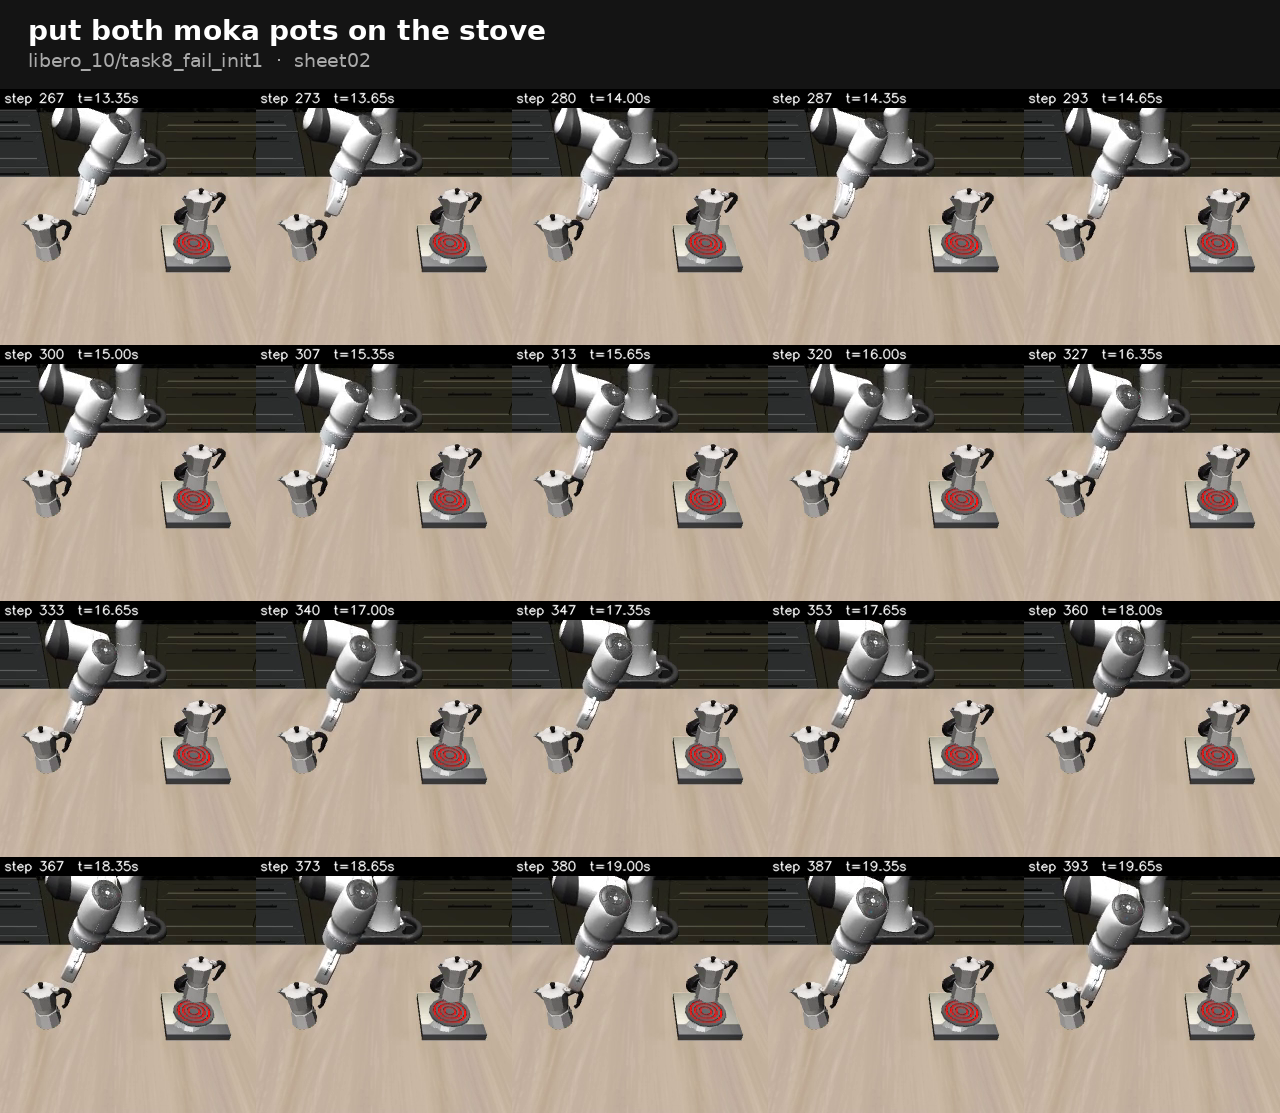 put both moka pots on the stove
libero_10/task8_fail_init1 · sheet02
step 267 t=13.35s
step 273 t=13.65s
step 280 t=14.00s
step 287 t=14.35s
step 293 t=14.65s
step 300 t=15.00s
step 307 t=15.35s
step 313 t=15.65s
step 320 t=16.00s
step 327 t=16.35s
step 333 t=16.65s
step 340 t=17.00s
step 347 t=17.35s
step 353 t=17.65s
step 360 t=18.00s
step 367 t=18.35s
step 373 t=18.65s
step 380 t=19.00s
step 387 t=19.35s
step 393 t=19.65s